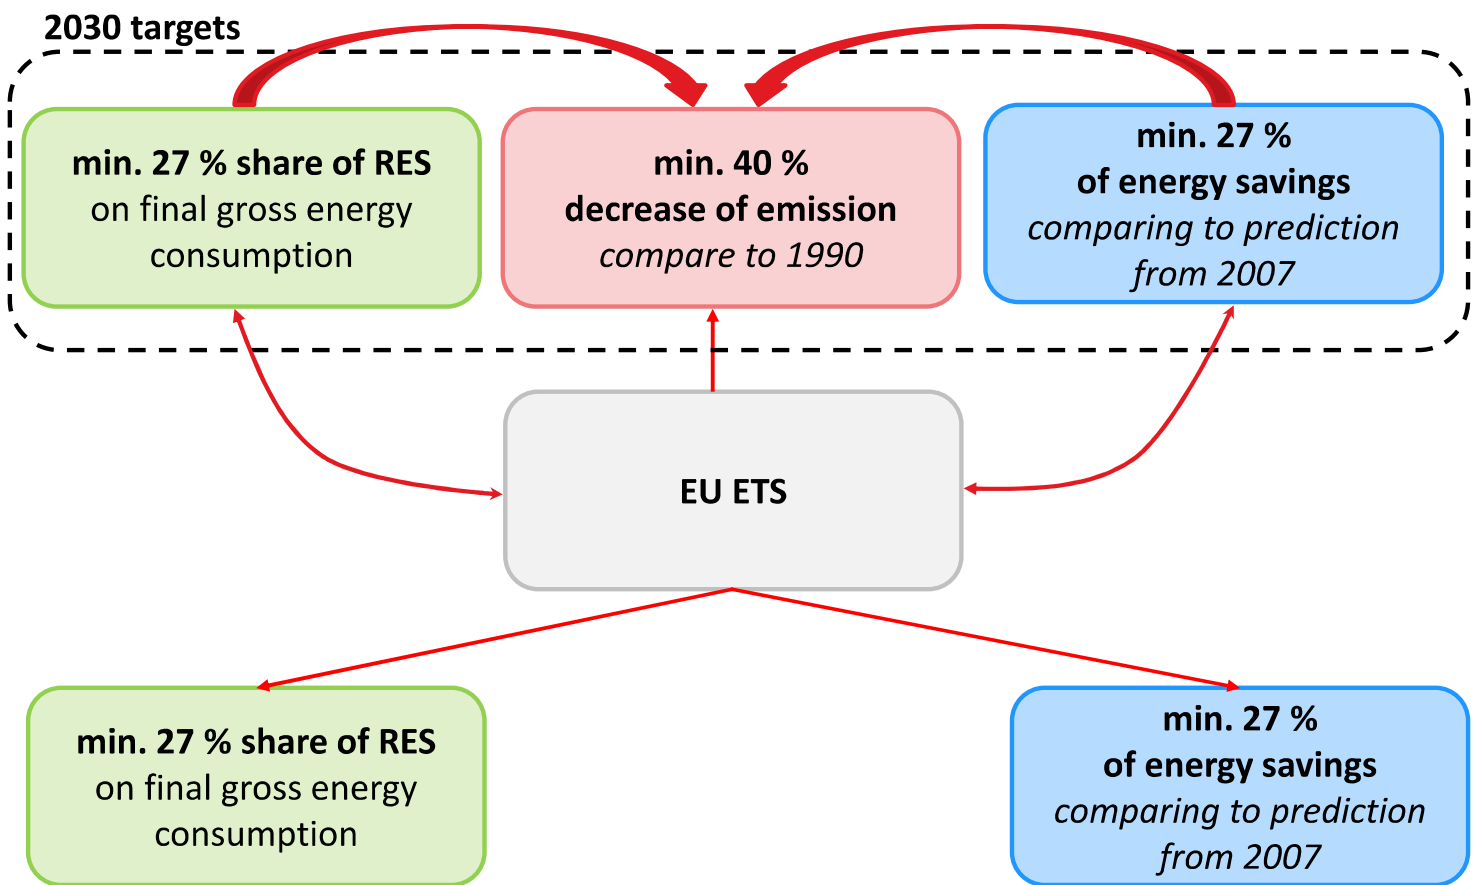 2030 targets
min. 27 % share of RES
on final gross energy
consumption
min. 40 %
decrease of emission
compare to 1990
min. 27 %
of energy savings
comparing to prediction
from 2007
EU ETS
min. 27 % share of RES
on final gross energy
consumption
min. 27 %
of energy savings
comparing to prediction
from 2007